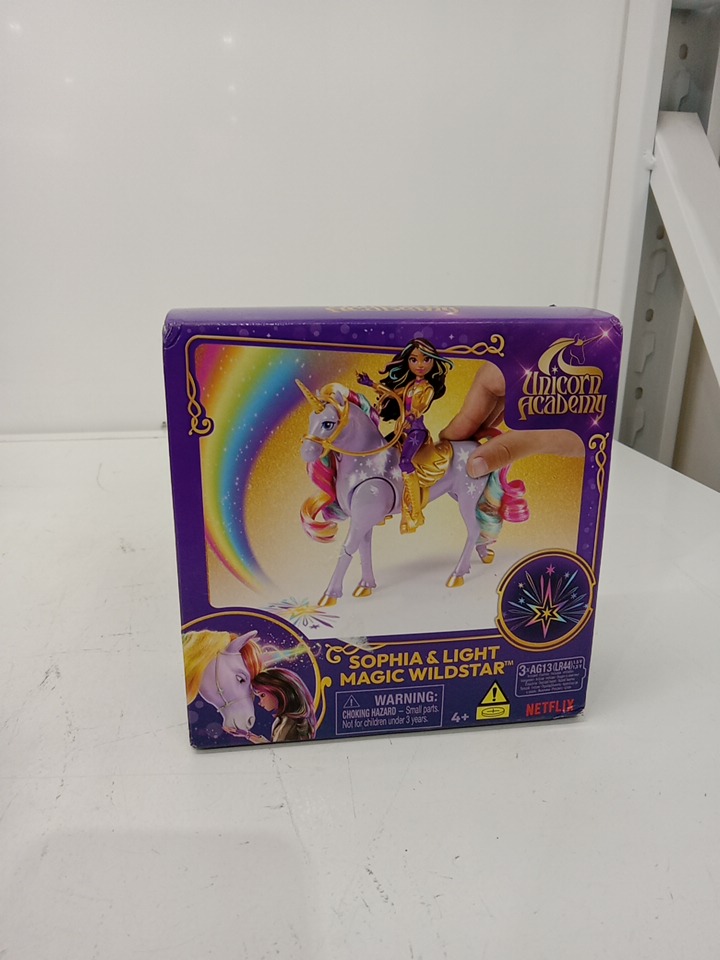 Unicorn
Academy
SOPHIA & LIGHT
MAGIC WILDSTAR™
WARNING:
CHOKING HAZARD – Small parts.
Not for children under 3 years.
4+
3×AG13 (LR44)
NETFLIX